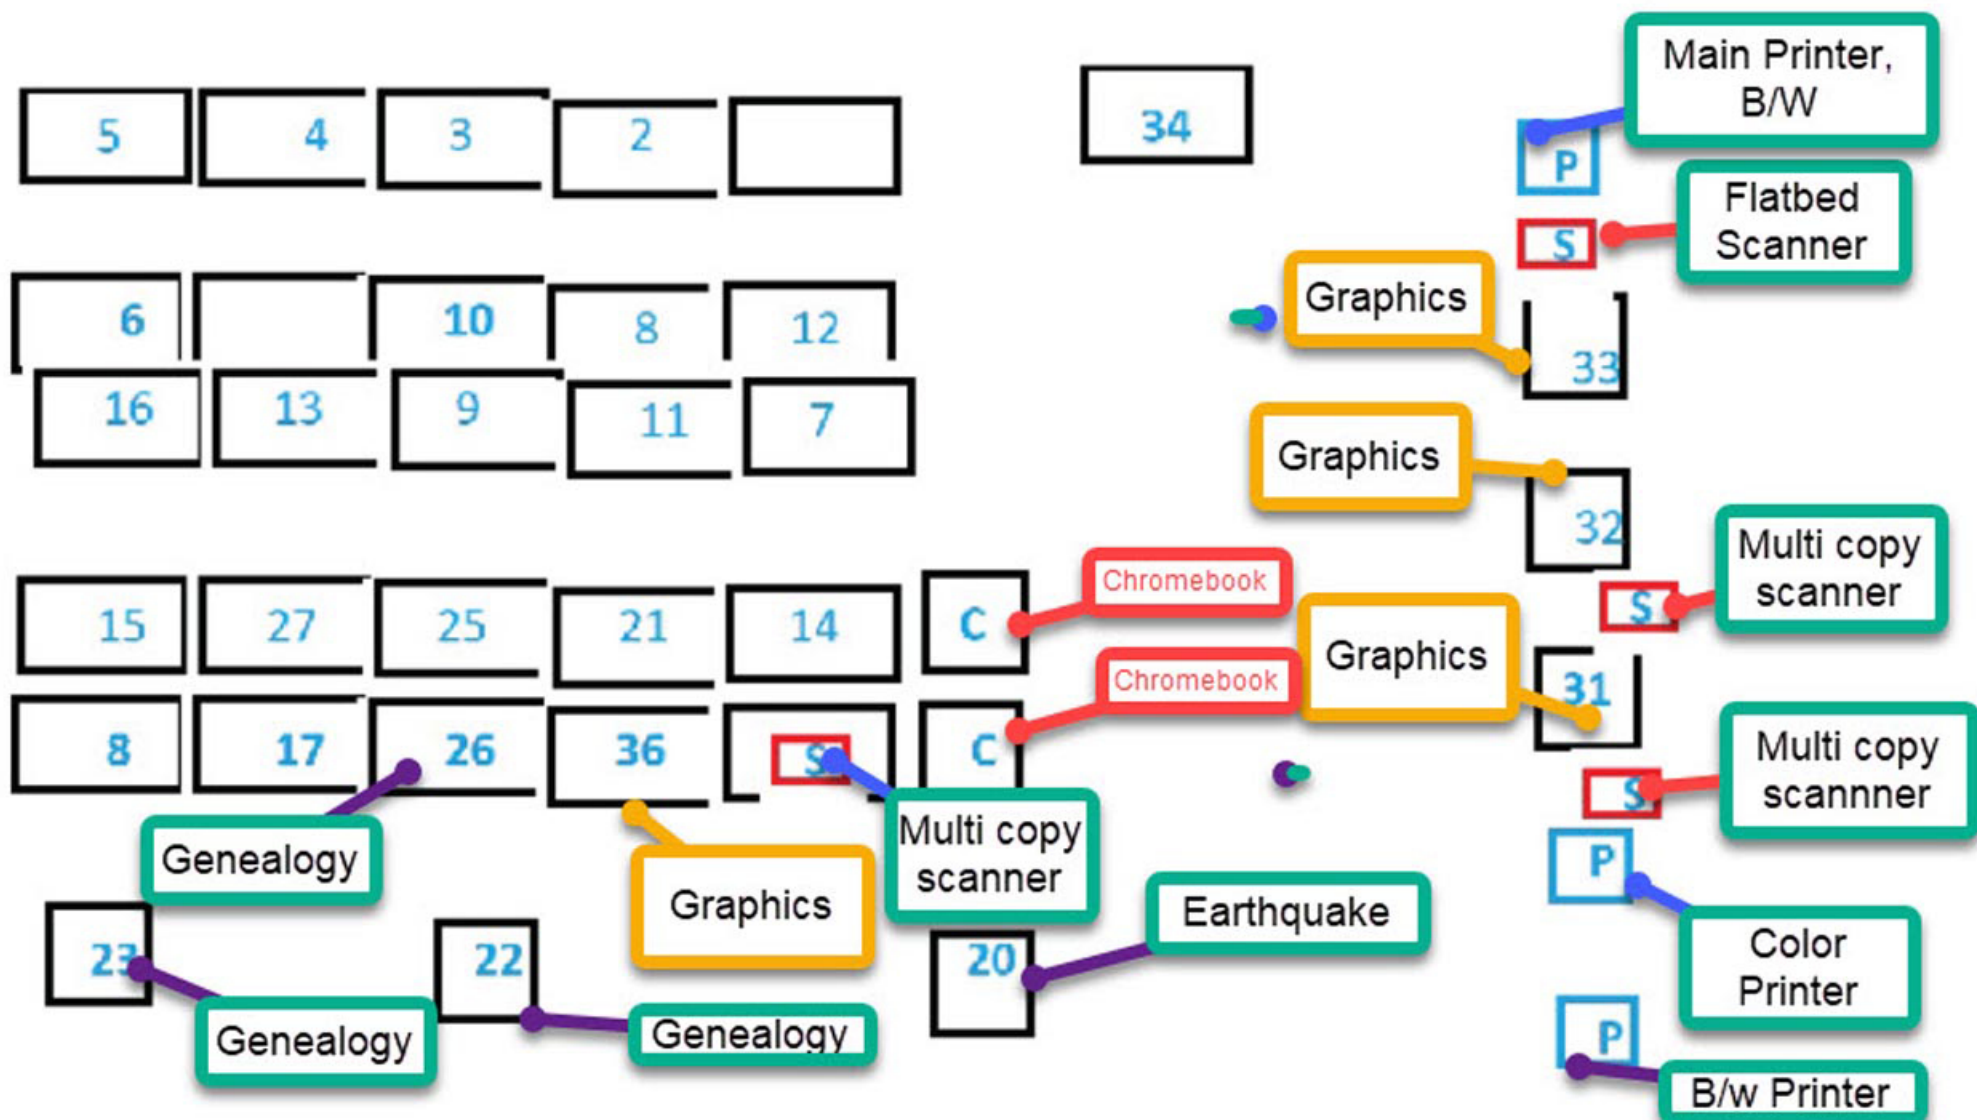 Main Printer,
B/W
5
4
3
2
34
P
Flatbed
Scanner
S
Graphics
6
10
8
12
33
16
13
9
11
7
Graphics
32
Multi copy
scanner
S
15
27
25
21
14
C
Chromebook
Graphics
Chromebook
31
8
17
26
36
S
C
Multi copy
scannner
S
Genealogy
Graphics
Multi copy
scanner
P
Earthquake
23
22
20
Color
Printer
Genealogy
Genealogy
P
B/w Printer